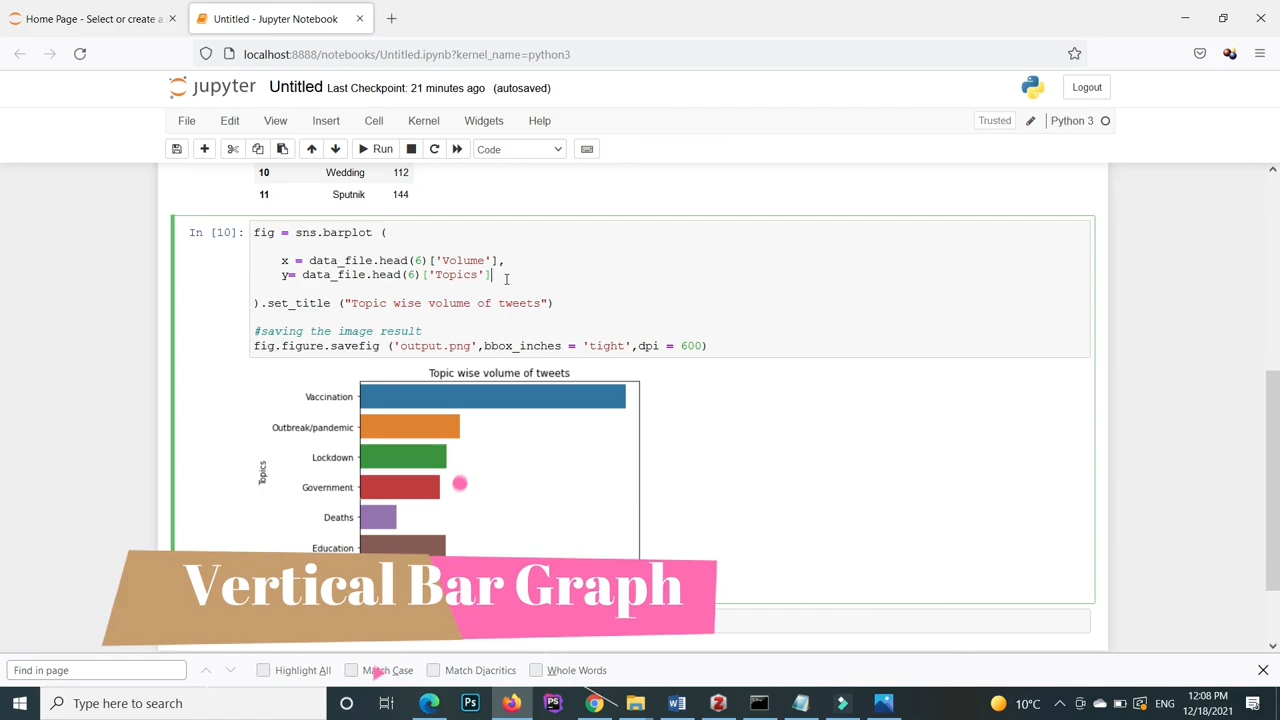 Home Page - Select or create a
Untitled - Jupyter Notebook
localhost:8888/notebooks/Untitled.ipynb?kernel_name=python3
jupyter Untitled Last Checkpoint: 21 minutes ago (autosaved)
Logout
File Edit View Insert Cell Kernel Widgets Help
Trusted
Python 3
Run
Code
10 Wedding 112
11 Sputnik 144
In [10]:
fig = sns.barplot (
x = data_file.head(6)['Volume'],
y= data_file.head(6)['Topics']
).set_title ("Topic wise volume of tweets")
#saving the image result
fig.figure.savefig ('output.png',bbox_inches = 'tight',dpi = 600)
Topic wise volume of tweets
Vaccination
Outbreak/pandemic
Lockdown
Topics
Government
Deaths
Education
Vertical Bar Graph
Find in page
Highlight All
Match Case
Match Diacritics
Whole Words
Type here to search
10°C
12:08 PM
12/18/2021